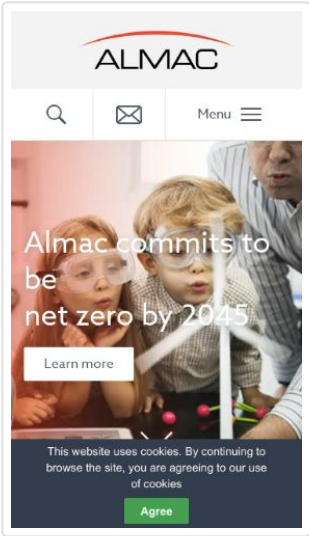 ALMAC
Menu
Almac commits to
be
net zero by 2045
Learn more
This website uses cookies. By continuing to
browse the site, you are agreeing to our use
of cookies
Agree